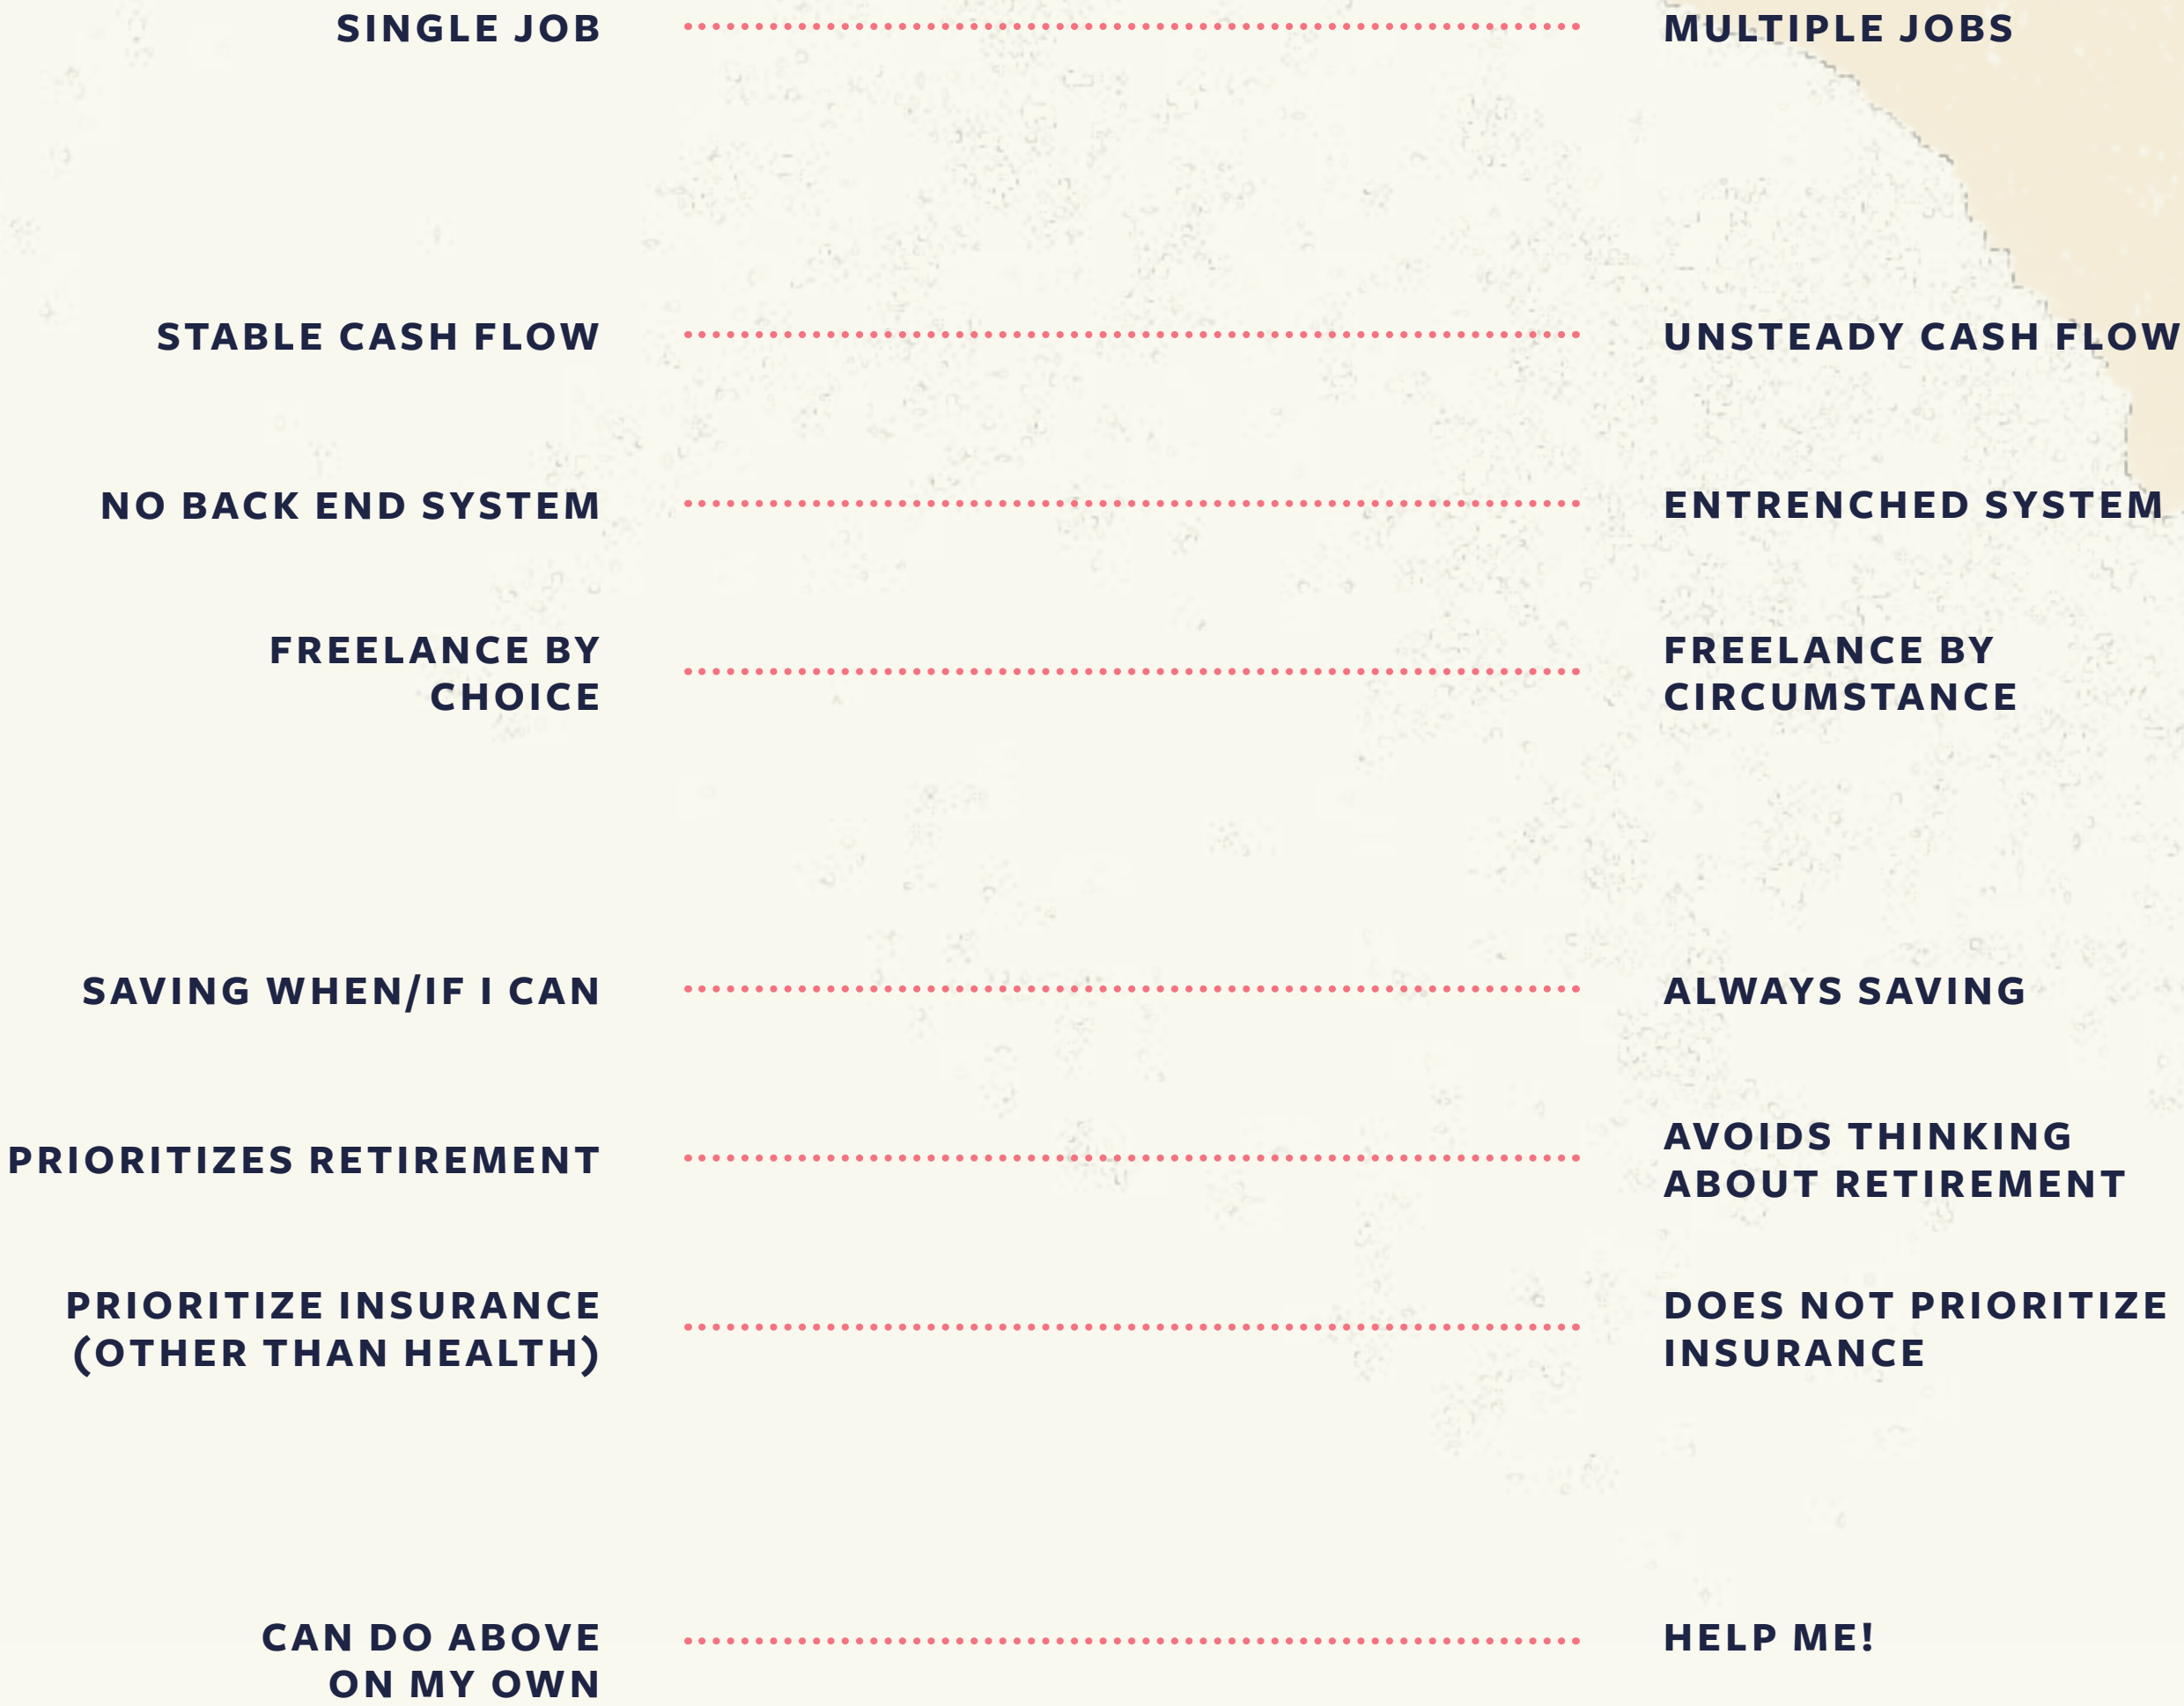 SINGLE JOB
MULTIPLE JOBS
STABLE CASH FLOW
UNSTEADY CASH FLOW
NO BACK END SYSTEM
ENTRENCHED SYSTEM
FREELANCE BY
CHOICE
FREELANCE BY
CIRCUMSTANCE
SAVING WHEN/IF I CAN
ALWAYS SAVING
PRIORITIZES RETIREMENT
AVOIDS THINKING
ABOUT RETIREMENT
PRIORITIZE INSURANCE
(OTHER THAN HEALTH)
DOES NOT PRIORITIZE
INSURANCE
CAN DO ABOVE
ON MY OWN
HELP ME!